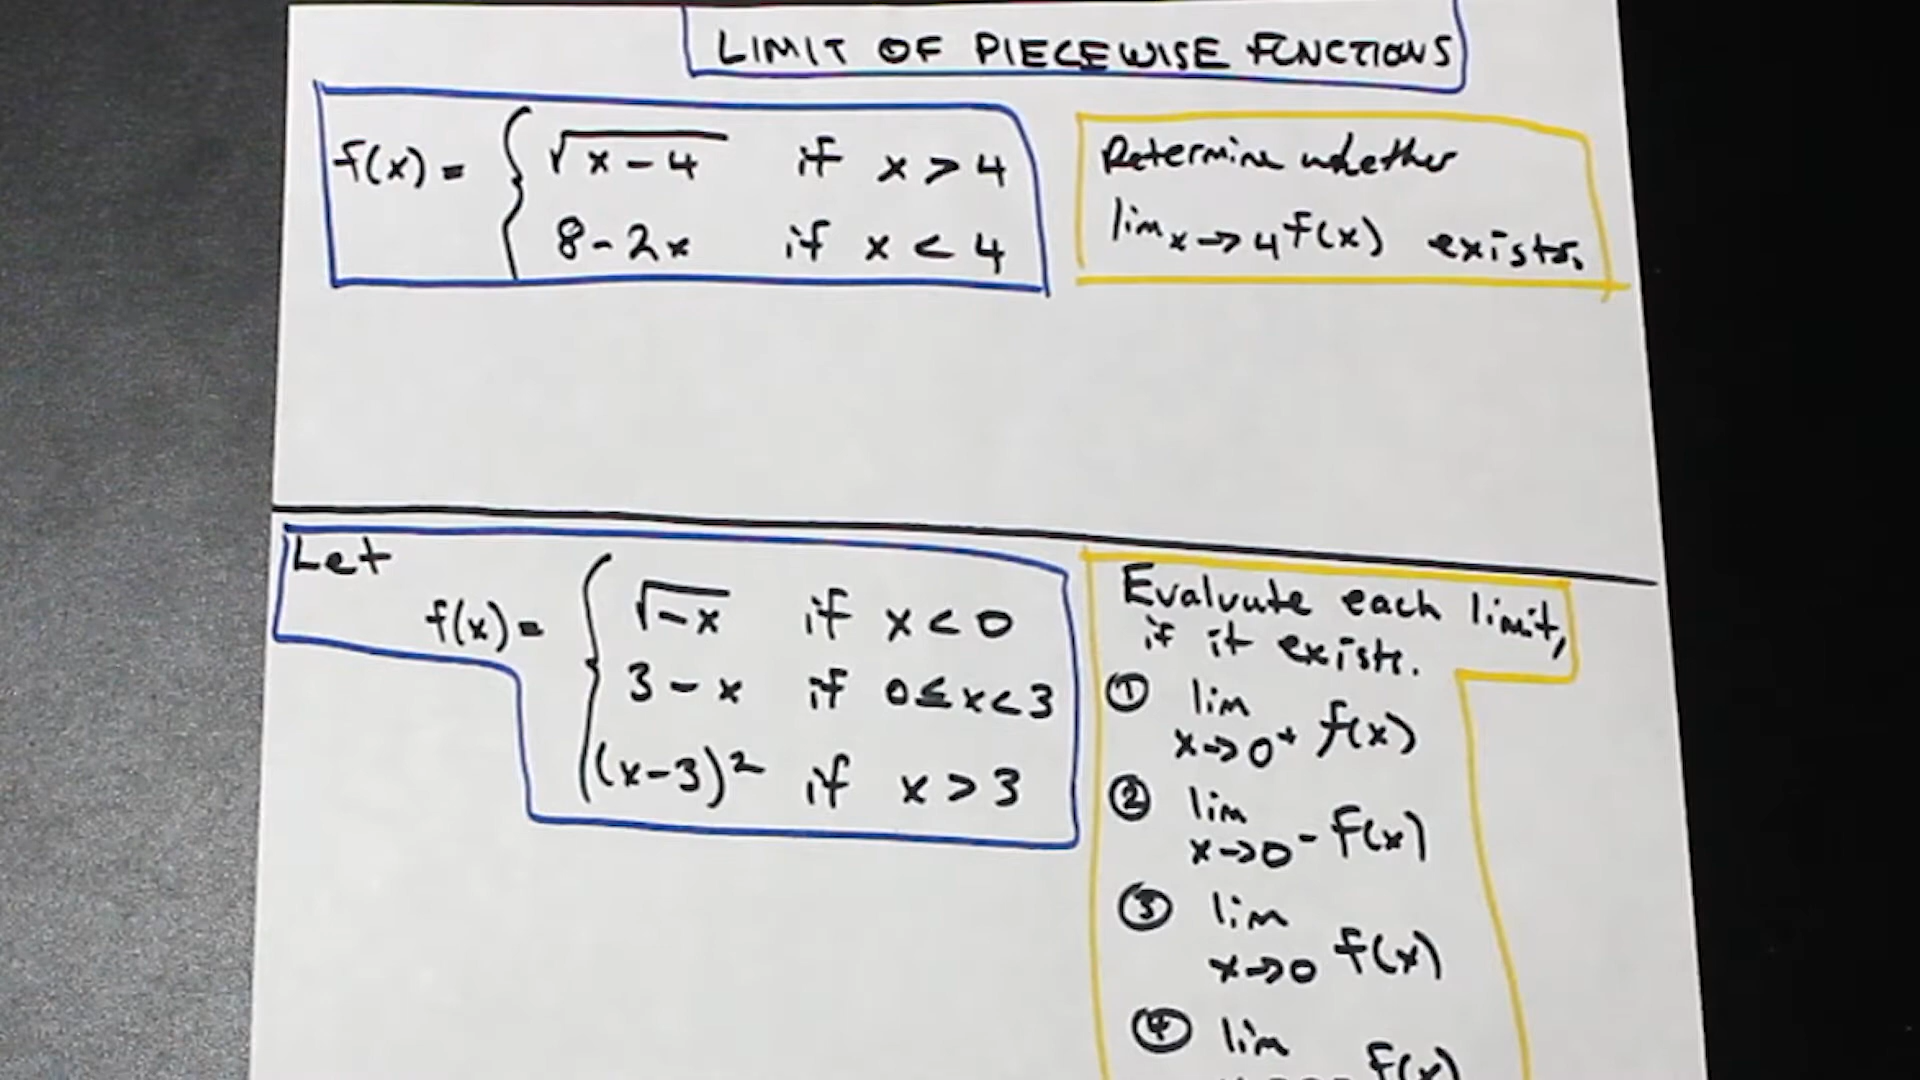 LIMIT OF PIECEWISE FUNCTIONS
f(x) = { √x-4 if x > 4
8-2x if x < 4
Determine whether
lim x→4 f(x) exists.
Let
f(x) = { √-x if x < 0
3-x if 0 ≤ x < 3
(x-3)² if x > 3
Evaluate each limit,
if it exists.
① lim
x→0⁺ f(x)
② lim
x→0⁻ f(x)
③ lim
x→0 f(x)
④ lim
f(x)